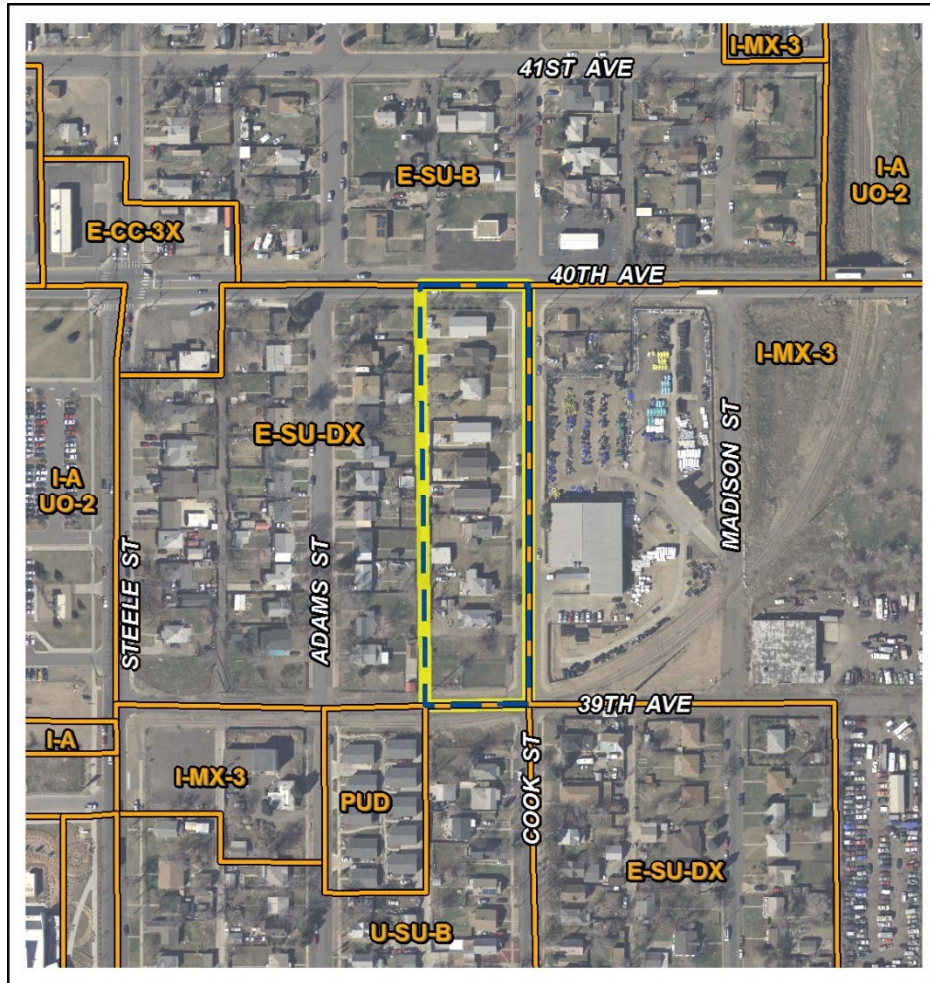 41ST AVE
I-MX-3
E-SU-B
I-A
UO-2
E-CC-3X
40TH AVE
I-MX-3
E-SU-DX
MADISON ST
I-A
UO-2
STEELE ST
ADAMS ST
39TH AVE
I-A
I-MX-3
PUD
COOK ST
E-SU-DX
U-SU-B